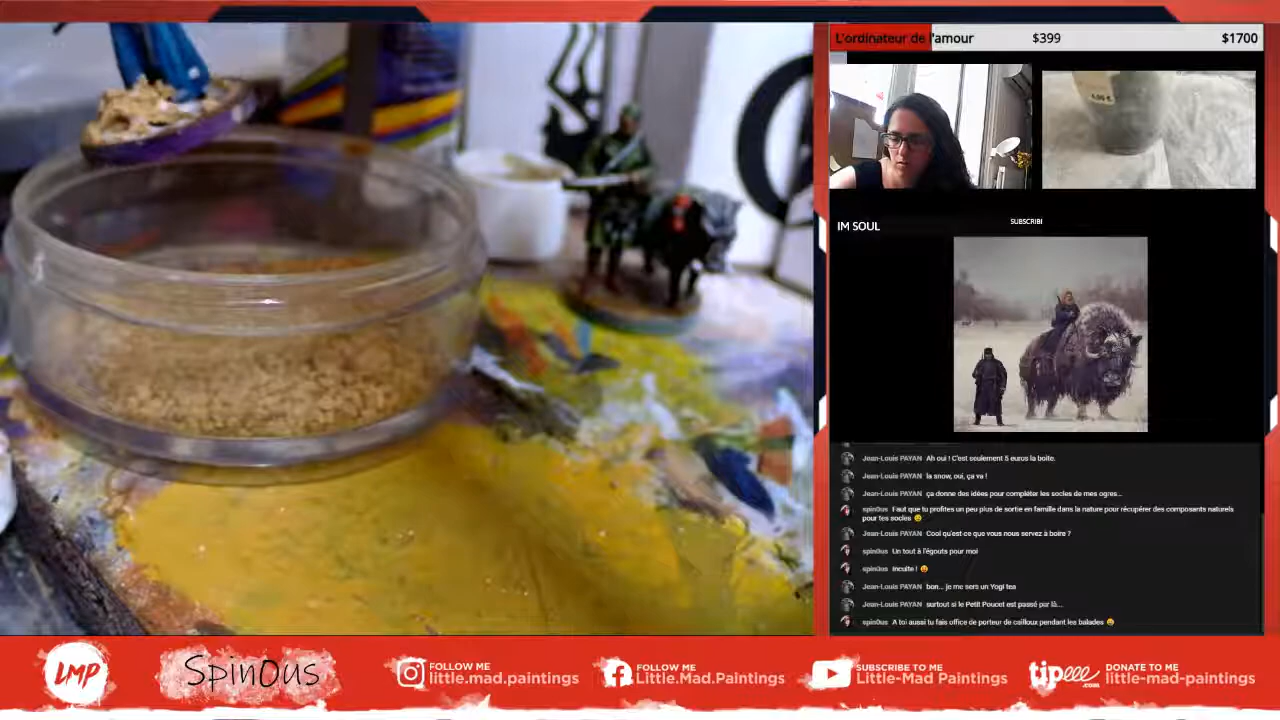 L'ordinateur de l'amour $399 $1700
IM SOUL
SUBSCRIBI
Jean-Louis PAYAN Ah oui ! C'est seulement 5 euros la boite.
Jean-Louis PAYAN la snow, oui, ça va !
Jean-Louis PAYAN ça donne des idées pour compléter les socles de mes ogres...
spin0us Faut que tu profites un peu plus de sortie en famille dans la nature pour récupérer des composants naturels
pour tes socles
Jean-Louis PAYAN Cool qu'est-ce que vous nous servez à boire ?
spin0us Un tout à l'égouts pour moi
spin0us Inculte !
Jean-Louis PAYAN bon... je me sers un Yogi tea
Jean-Louis PAYAN surtout si le Petit Poucet est passé par là...
spin0us A toi aussi tu fais office de porteur de cailloux pendant les balades
LMP
Spin0us
FOLLOW ME
little.mad.paintings
FOLLOW ME
Little.Mad.Paintings
SUBSCRIBE TO ME
Little-Mad Paintings
tipeee.com
DONATE TO ME
little-mad-paintings